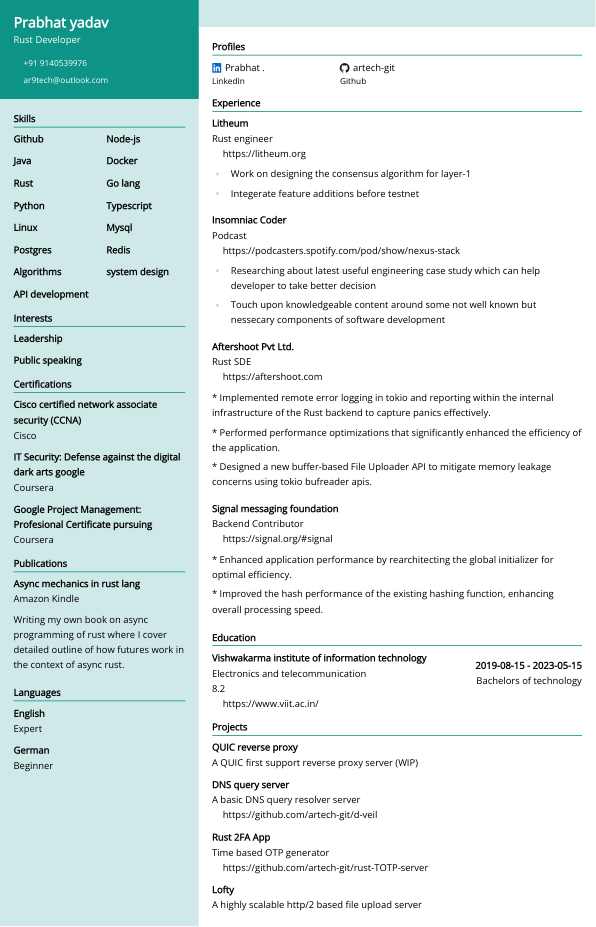 Prabhat yadav
Rust Developer
+91 9140539976
ar9tech@outlook.com
Skills
Github
Node-js
Java
Docker
Rust
Go lang
Python
Typescript
Linux
Mysql
Postgres
Redis
Algorithms
system design
API development
Interests
Leadership
Public speaking
Certifications
Cisco certified network associate
security (CCNA)
Cisco
IT Security: Defense against the digital
dark arts google
Coursera
Google Project Management:
Profesional Certificate pursuing
Coursera
Publications
Async mechanics in rust lang
Amazon Kindle
Writing my own book on async
programming of rust where I cover
detailed outline of how futures work in
the context of async rust.
Languages
English
Expert
German
Beginner
Profiles
Prabhat .
LinkedIn
artech-git
Github
Experience
Litheum
Rust engineer
https://litheum.org
Work on designing the consensus algorithm for layer-1
Integerate feature additions before testnet
Insomniac Coder
Podcast
https://podcasters.spotify.com/pod/show/nexus-stack
Researching about latest useful engineering case study which can help
developer to take better decision
Touch upon knowledgeable content around some not well known but
nessecary components of software development
Aftershoot Pvt Ltd.
Rust SDE
https://aftershoot.com
* Implemented remote error logging in tokio and reporting within the internal
infrastructure of the Rust backend to capture panics effectively.
* Performed performance optimizations that significantly enhanced the efficiency of
the application.
* Designed a new buffer-based File Uploader API to mitigate memory leakage
concerns using tokio bufreader apis.
Signal messaging foundation
Backend Contributor
https://signal.org/#signal
* Enhanced application performance by rearchitecting the global initializer for
optimal efficiency.
* Improved the hash performance of the existing hashing function, enhancing
overall processing speed.
Education
Vishwakarma institute of information technology
Electronics and telecommunication
8.2
https://www.viit.ac.in/
2019-08-15 - 2023-05-15
Bachelors of technology
Projects
QUIC reverse proxy
A QUIC first support reverse proxy server (WIP)
DNS query server
A basic DNS query resolver server
https://github.com/artech-git/d-veil
Rust 2FA App
Time based OTP generator
https://github.com/artech-git/rust-TOTP-server
Lofty
A highly scalable http/2 based file upload server